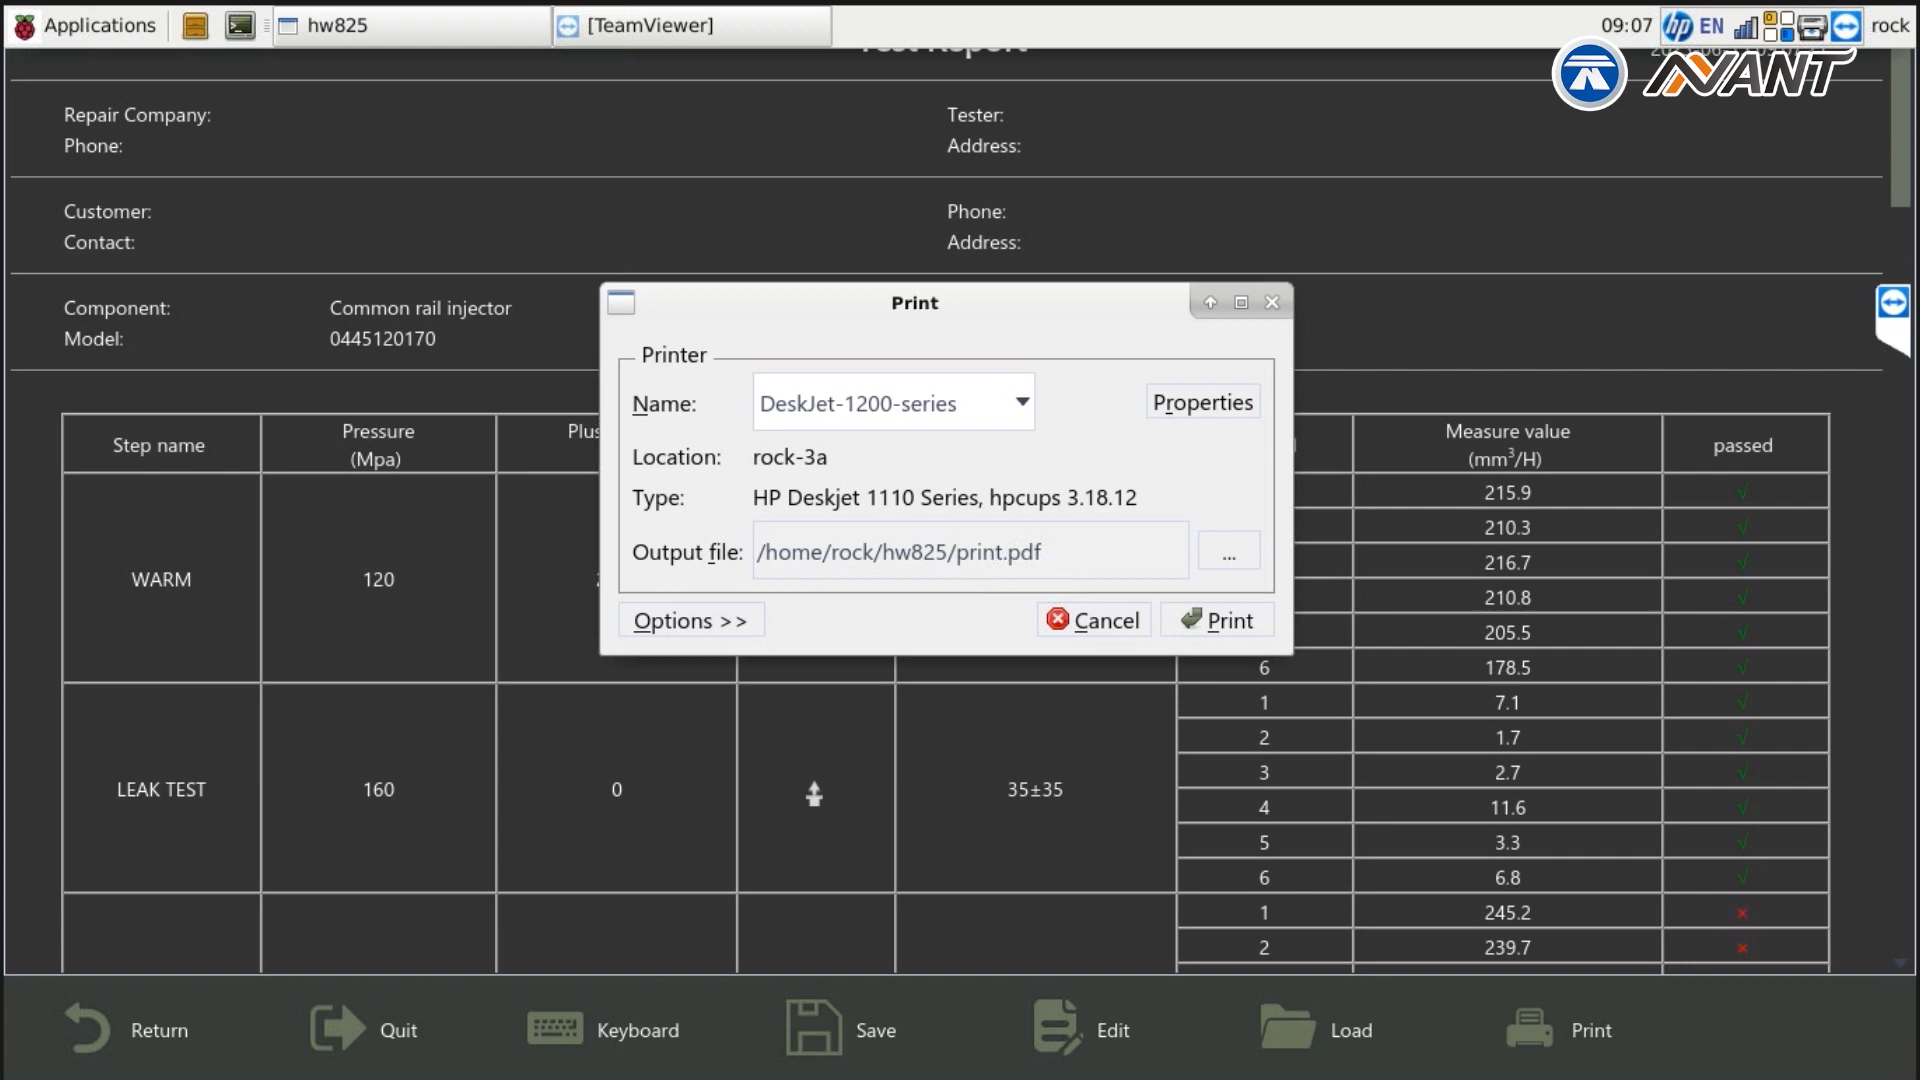 Applications
hw825
[TeamViewer]
09:07
EN
rock
Test Report
AVANT
Repair Company:
Tester:
Phone:
Address:
Customer:
Phone:
Contact:
Address:
Component:
Common rail injector
Model:
0445120170
Print
Printer
Name:
DeskJet-1200-series
Properties
Location:
rock-3a
Type:
HP Deskjet 1110 Series, hpcups 3.18.12
Output file:
/home/rock/hw825/print.pdf
...
Options >>
Cancel
Print
Step name
Pressure
(Mpa)
Measure value
(mm³/H)
passed
WARM
120
215.9
√
210.3
√
216.7
√
210.8
√
205.5
√
6
178.5
√
LEAK TEST
160
0
35±35
1
7.1
√
2
1.7
√
3
2.7
√
4
11.6
√
5
3.3
√
6
6.8
√
1
245.2
×
2
239.7
×
Return
Quit
Keyboard
Save
Edit
Load
Print